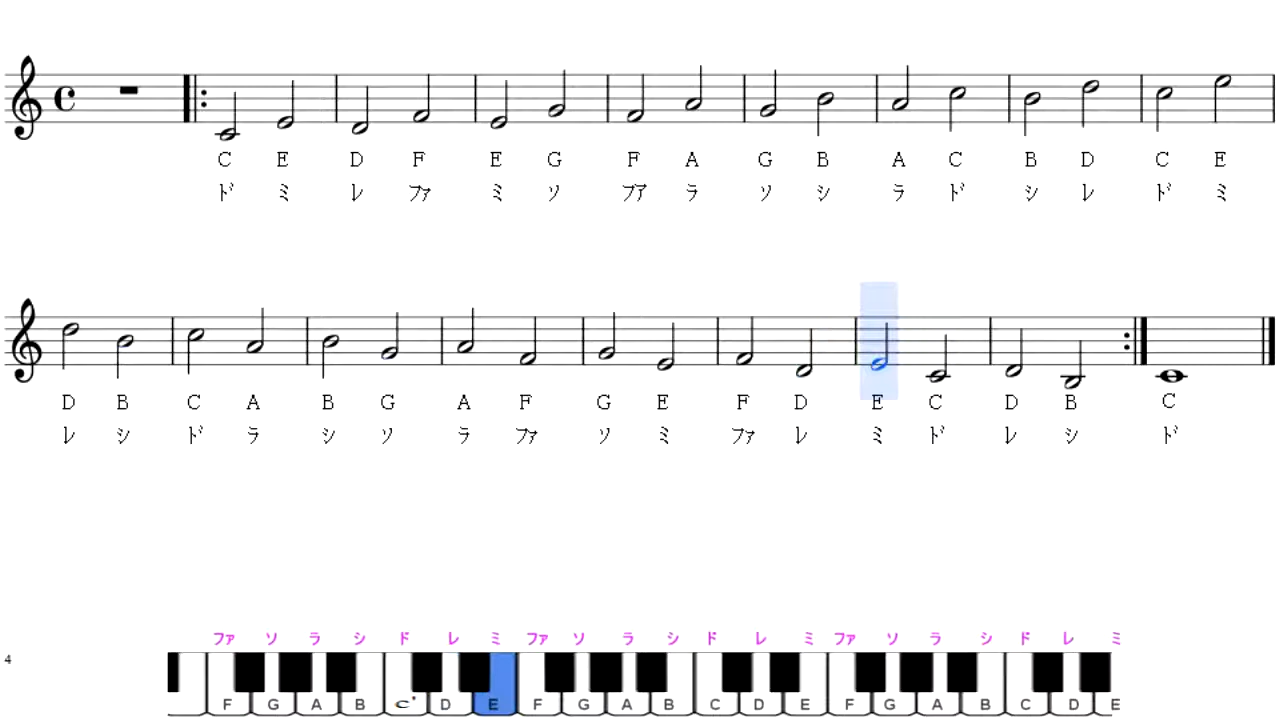 C E D F E G F A G B A C B D C E
ド ミ レ ファ ミ ソ ファ ラ ソ シ ラ ド シ レ ド ミ
D B C A B G A F G E F D E C D B C
レ シ ド ラ シ ソ ラ ファ ソ ミ ファ レ ミ ド レ シ ド
ファ ソ ラ シ ド レ ミ ファ ソ ラ シ ド レ ミ ファ ソ ラ シ ド レ ミ
4
F G A B C D E F G A B C D E F G A B C D E